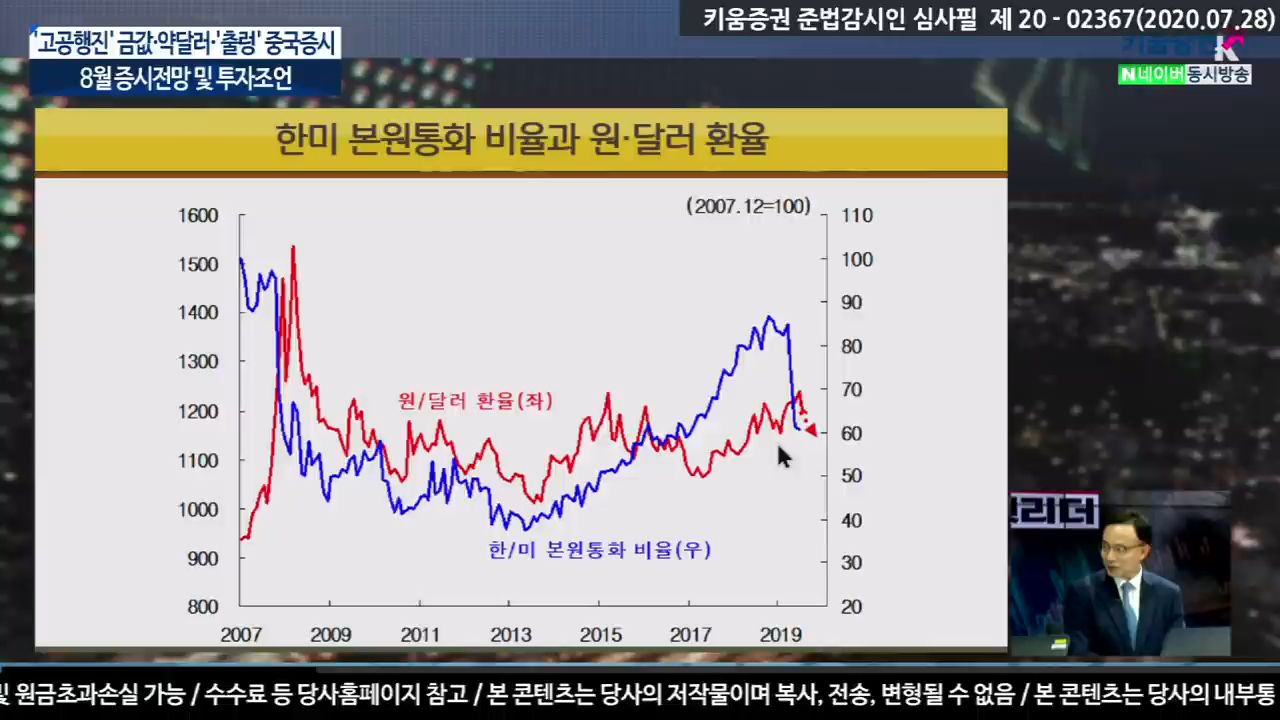 키움증권 준법감시인 심사필 제 20 - 02367(2020.07.28)
'고공행진' 금값·약달러·'출렁' 중국증시
8월 증시전망 및 투자조언
키움증권
N 네이버 동시방송
한미 본원통화 비율과 원·달러 환율
(2007.12=100)
1600
1500
1400
1300
1200
1100
1000
900
800
110
100
90
80
70
60
50
40
30
20
원/달러 환율(좌)
한/미 본원통화 비율(우)
2007 2009 2011 2013 2015 2017 2019
리더
및 원금초과손실 가능 / 수수료 등 당사홈페이지 참고 / 본 콘텐츠는 당사의 저작물이며 복사, 전송, 변형될 수 없음 / 본 콘텐츠는 당사의 내부통